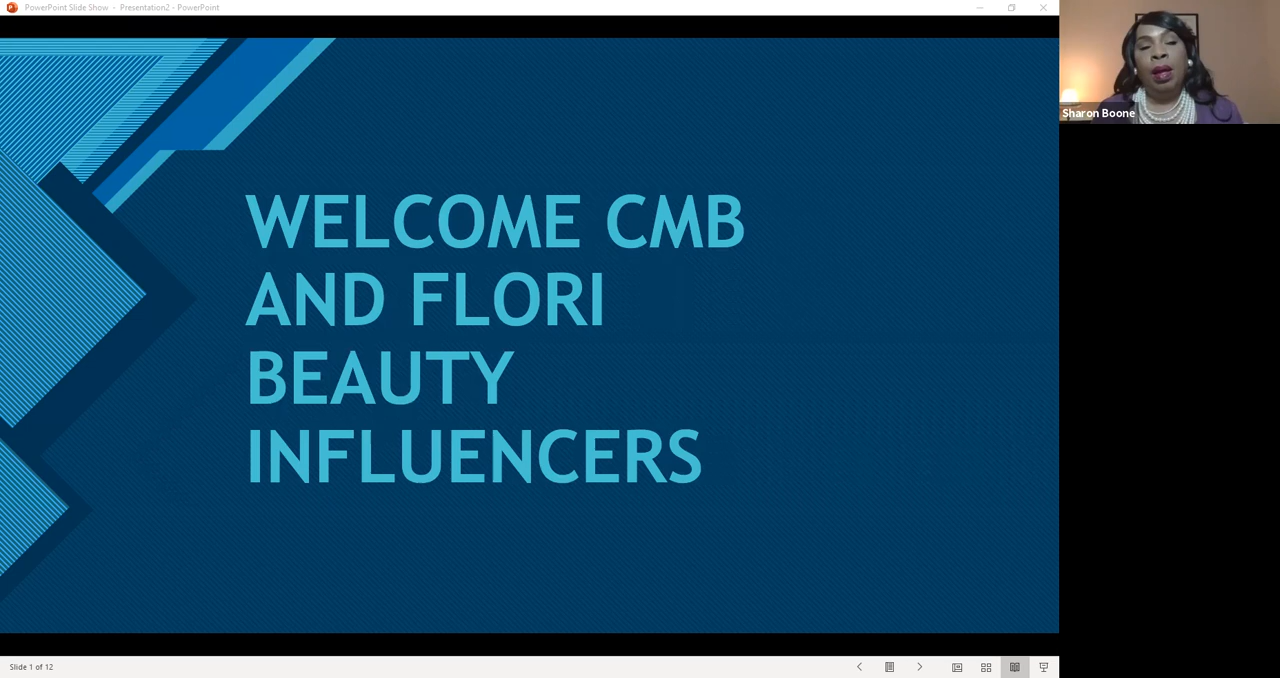 PowerPoint Slide Show - Presentation2 - PowerPoint
Sharon Boone
WELCOME CMB
AND FLORI
BEAUTY
INFLUENCERS
Slide 1 of 12